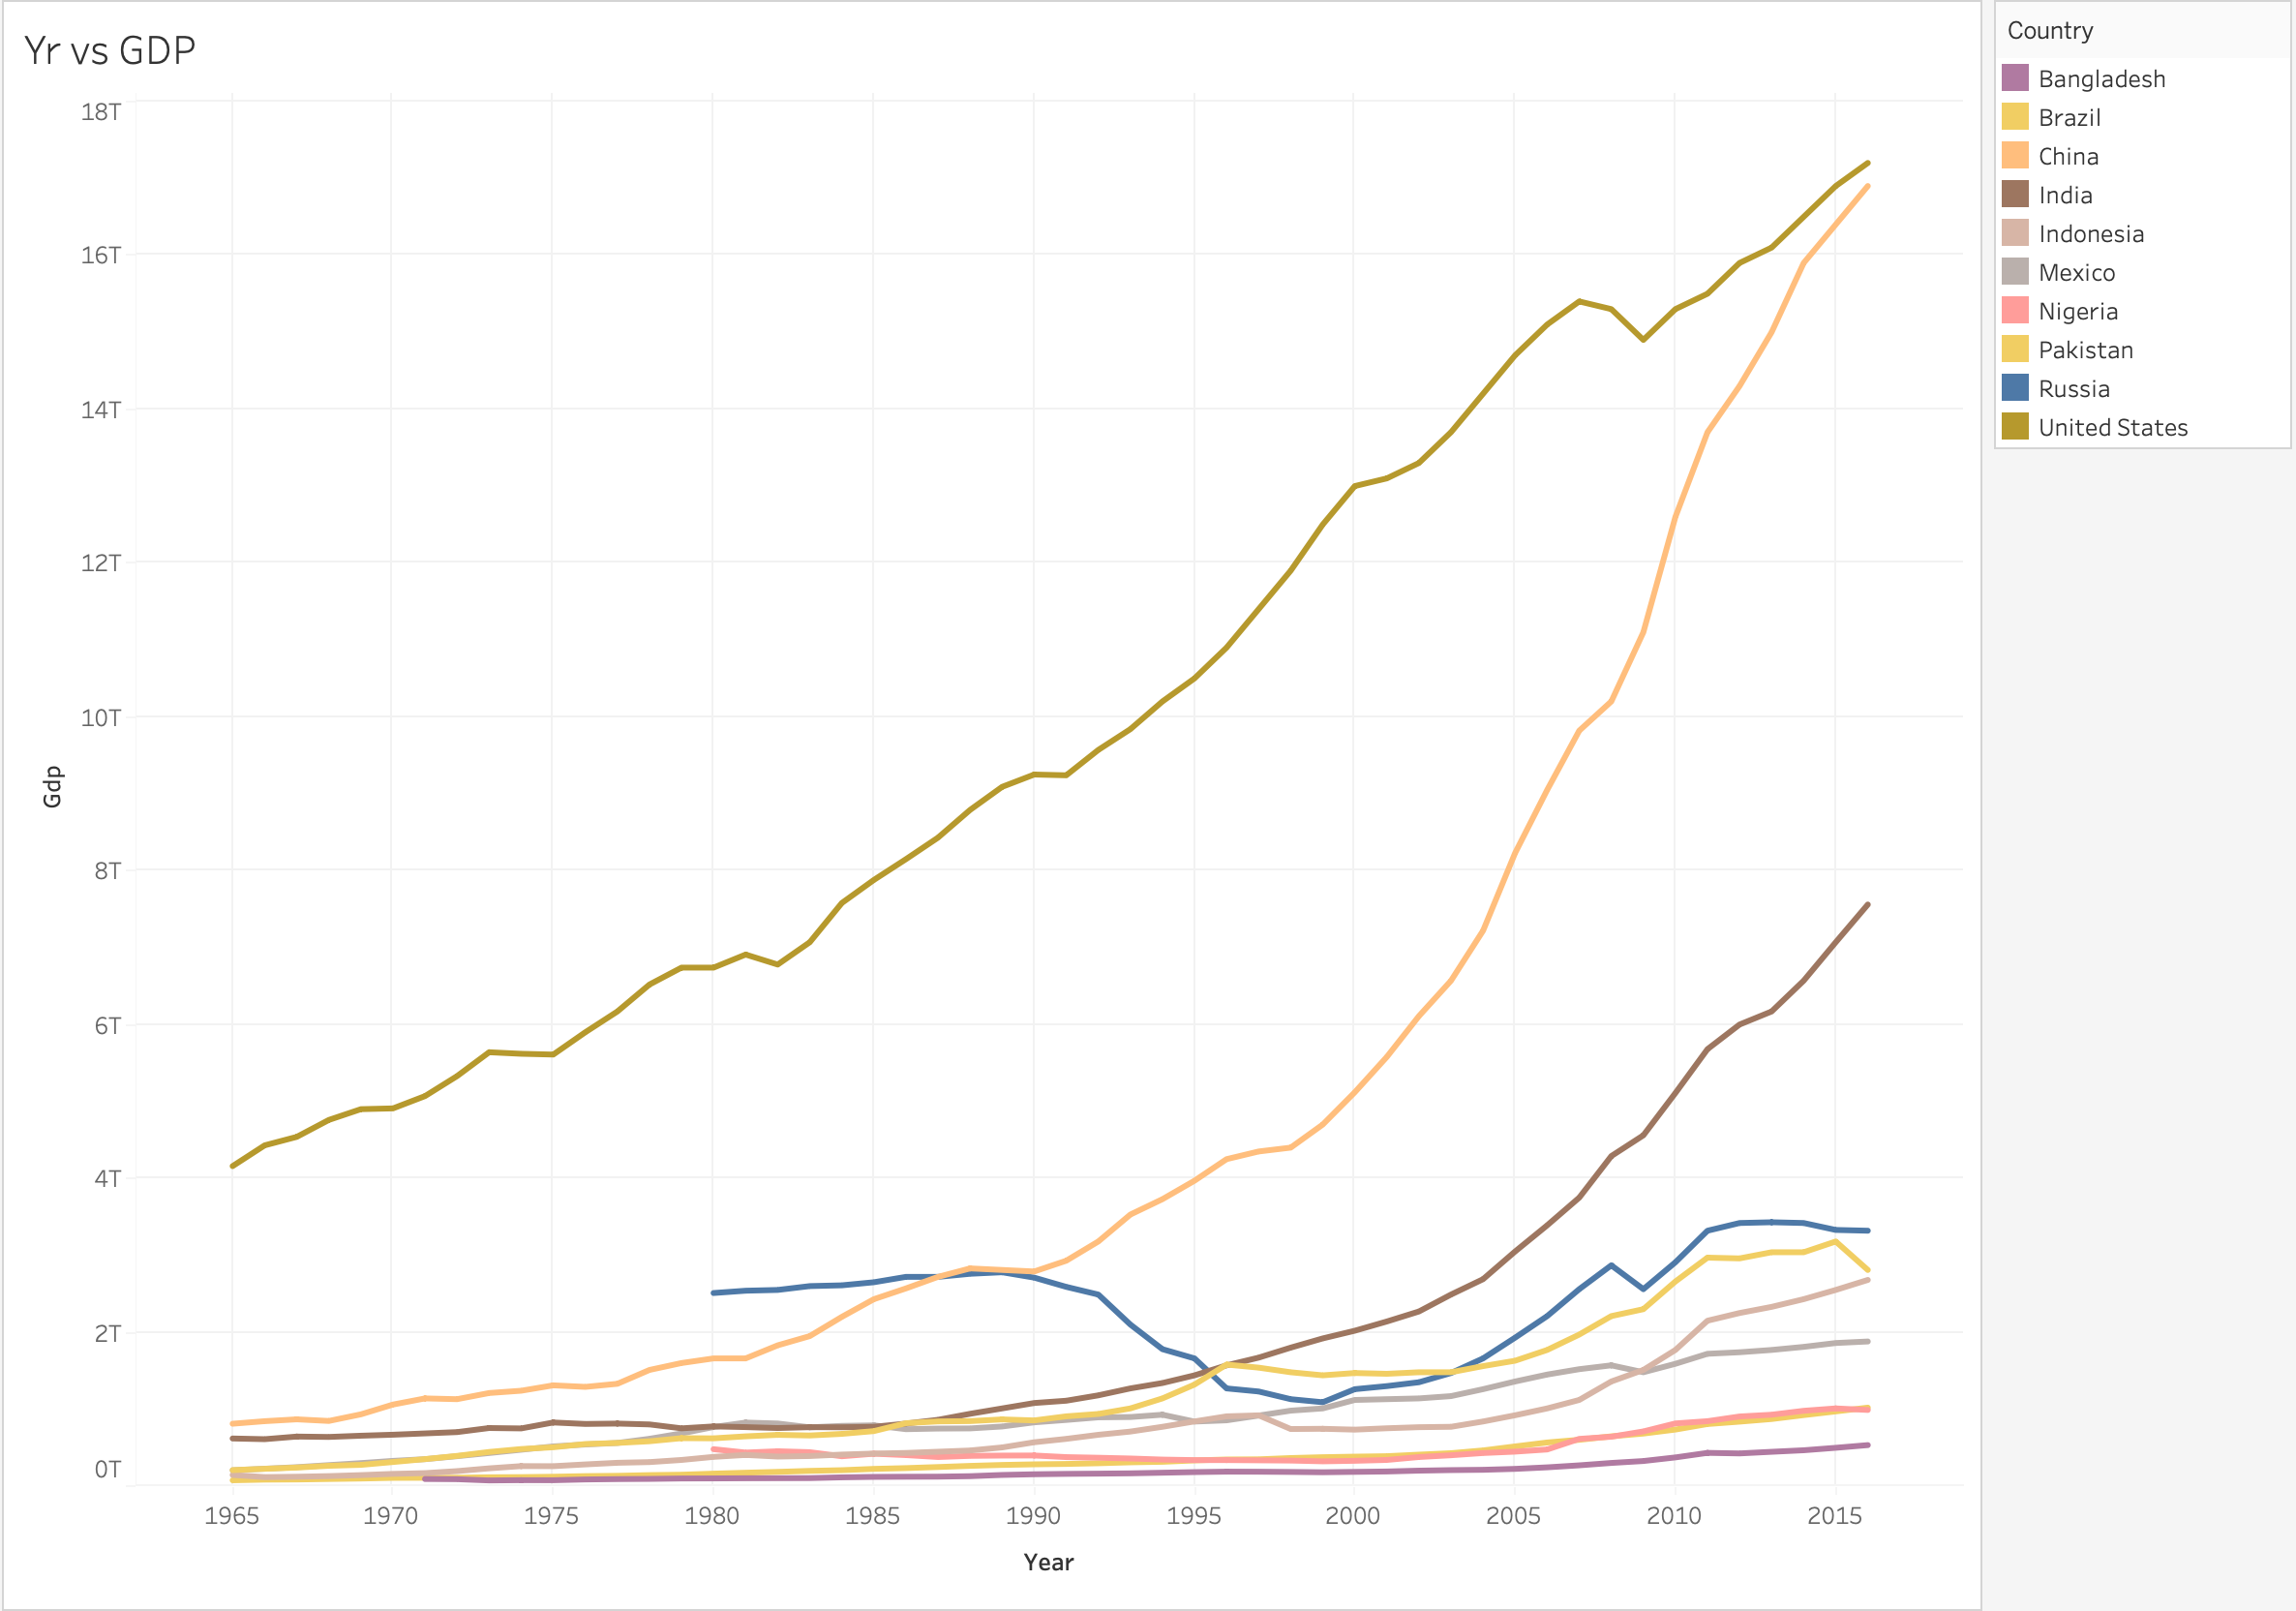 Yr vs GDP
18T
16T
14T
12T
10T
8T
6T
4T
2T
0T
Gdp
1965 1970 1975 1980 1985 1990 1995 2000 2005 2010 2015
Year
Country
Bangladesh
Brazil
China
India
Indonesia
Mexico
Nigeria
Pakistan
Russia
United States